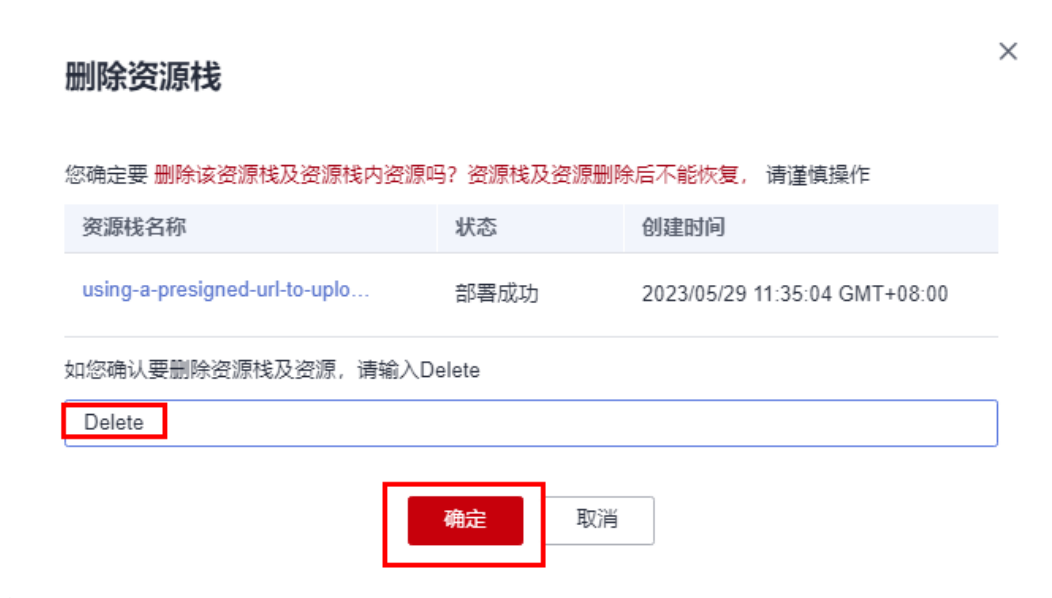 删除资源栈
您确定要 删除该资源栈及资源栈内资源吗？资源栈及资源删除后不能恢复， 请谨慎操作
资源栈名称 状态 创建时间
using-a-presigned-url-to-uplo... 部署成功 2023/05/29 11:35:04 GMT+08:00
如您确认要删除资源栈及资源，请输入Delete
Delete
确定 取消